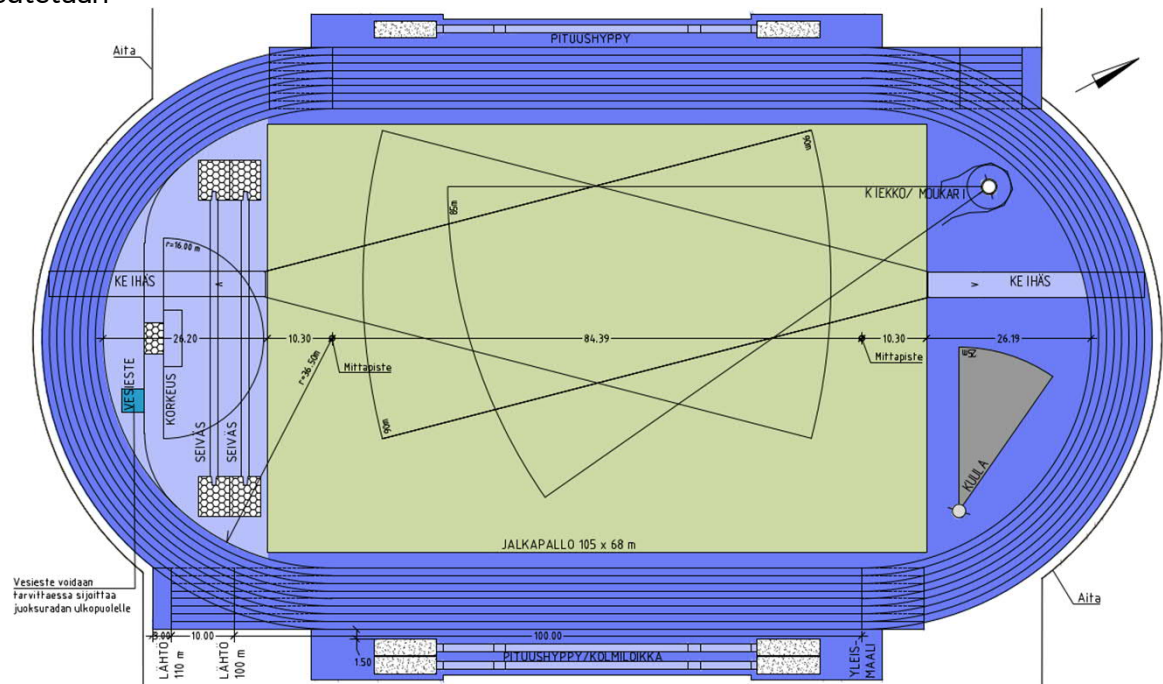 Aita
PITUUSHYPPY
90m
85m
KIEKKO/ MOUKARI
r=16.00 m
KEIHÄS
KEIHÄS
26.20
10.30
84.39
10.30
26.19
Mittapiste
Mittapiste
r=36.50m
25m
VESIESTE
KORKEUS
SEIVÄS
SEIVÄS
90m
KUULA
JALKAPALLO 105 x 68 m
Vesieste voidaan
tarvittaessa sijoittaa
juoksuradan ulkopuolelle
Aita
3.00
10.00
100.00
1.50
LÄHTÖ
110 m
LÄHTÖ
100 m
PITUUSHYPPY/KOLMILOIKKA
YLEIS-
MAALI